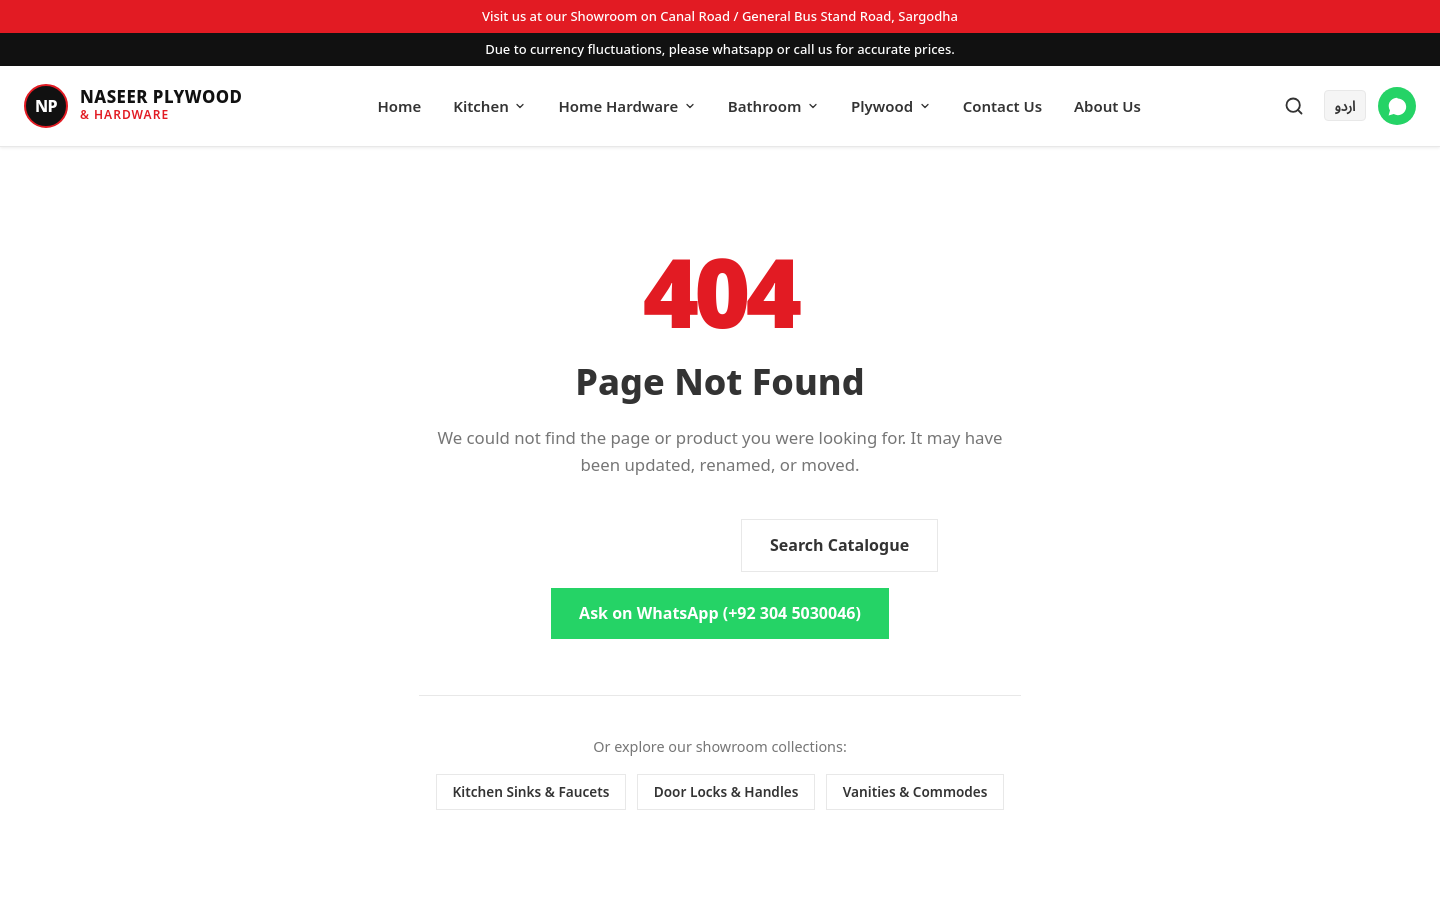 Visit us at our Showroom on Canal Road / General Bus Stand Road, Sargodha
Due to currency fluctuations, please whatsapp or call us for accurate prices.
NP
NASEER PLYWOOD
& HARDWARE
Home
Kitchen
Home Hardware
Bathroom
Plywood
Contact Us
About Us
اردو
404
Page Not Found
We could not find the page or product you were looking for. It may have
been updated, renamed, or moved.
Search Catalogue
Ask on WhatsApp (+92 304 5030046)
Or explore our showroom collections:
Kitchen Sinks & Faucets
Door Locks & Handles
Vanities & Commodes